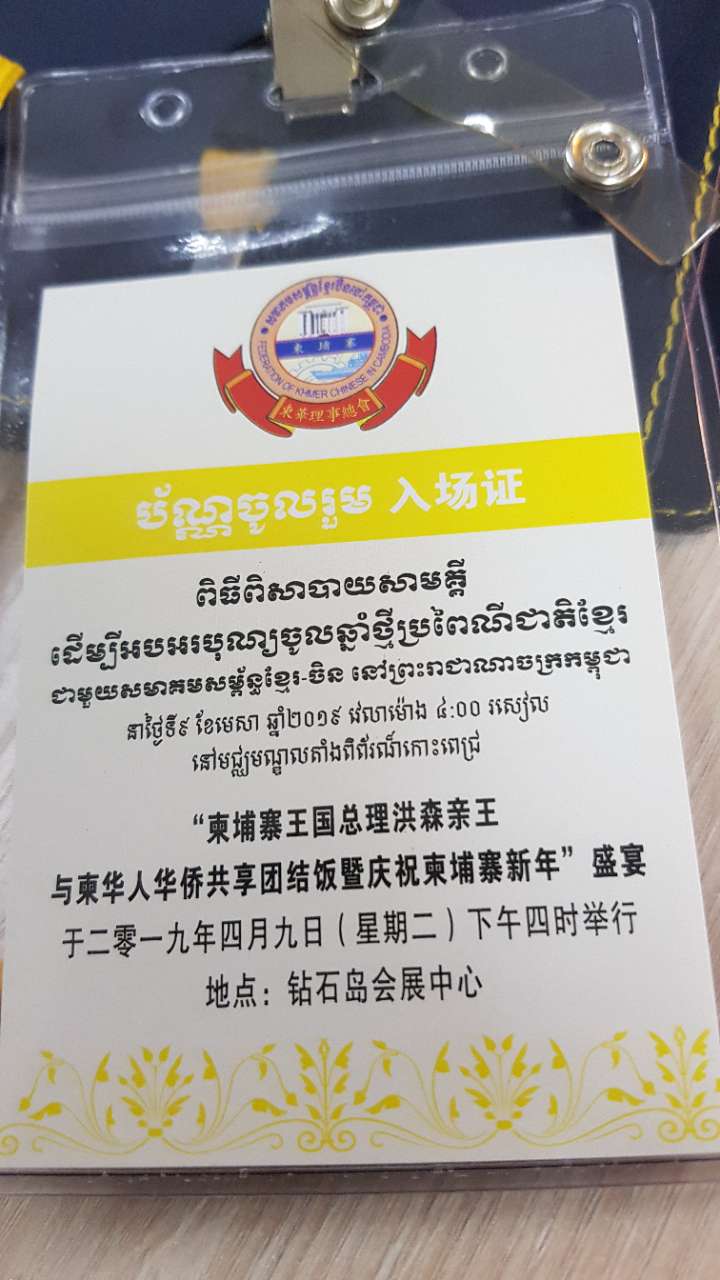 សមាគមសម្ព័ន្ធខ្មែរ-ចិននៅកម្ពុជា
柬埔寨
FEDERATION OF KHMER CHINESE IN CAMBODIA
柬華理事總會
ប័ណ្ណចូលរួម 入场证
ពិធីពិសាបាយសាមគ្គី
ដើម្បីអបអរបុណ្យចូលឆ្នាំថ្មីប្រពៃណីជាតិខ្មែរ
ជាមួយសមាគមសម្ព័ន្ធខ្មែរ-ចិន នៅព្រះរាជាណាចក្រកម្ពុជា
នាថ្ងៃទី៩ ខែមេសា ឆ្នាំ២០១៩ វេលាម៉ោង ៤:០០ រសៀល
នៅមជ្ឈមណ្ឌលតាំងពិព័រណ៍កោះពេជ្រ
“柬埔寨王国总理洪森亲王
与柬华人华侨共享团结饭暨庆祝柬埔寨新年”盛宴
于二零一九年四月九日（星期二）下午四时举行
地点：钻石岛会展中心